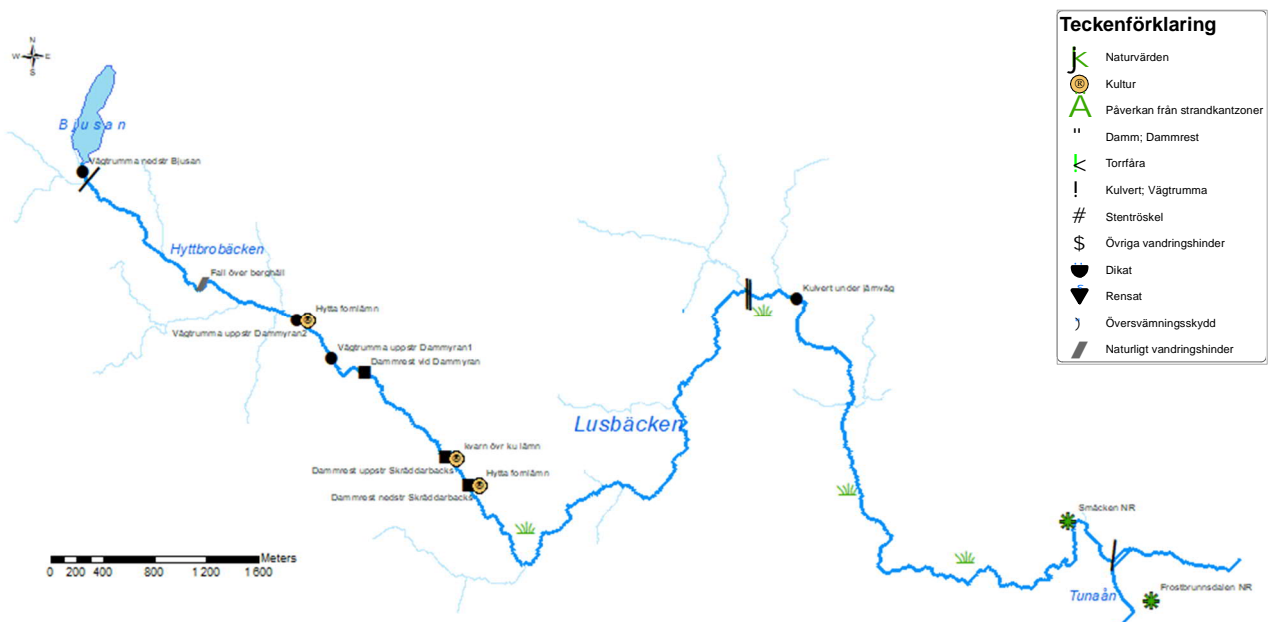 Teckenförklaring
Naturvärden
Kultur
Påverkan från strandkantzoner
" Damm; Dammrest
Torrfåra
! Kulvert; Vägtrumma
# Stentröskel
$ Övriga vandringshinder
Dikat
Rensat
Översvämningsskydd
Naturligt vandringshinder
N
W E
S
Bjusan
Vägtrumma nedstr Bjusan
Hyttbrobäcken
Fall över berghäll
Hytta fornlämn
Vägtrumma uppstr Dammyran2
Vägtrumma uppstr Dammyran1
Dammrest vid Dammyran
Kulvert under järnväg
Lusbäcken
kvarn övr ku lämn
Dammrest uppstr Skräddarbacks
Hytta fornlämn
Dammrest nedstr Skräddarbacks
Småcken NR
Meters
0 200 400 800 1 200 1 600
Tunaån
Frostbrunnsdalen NR